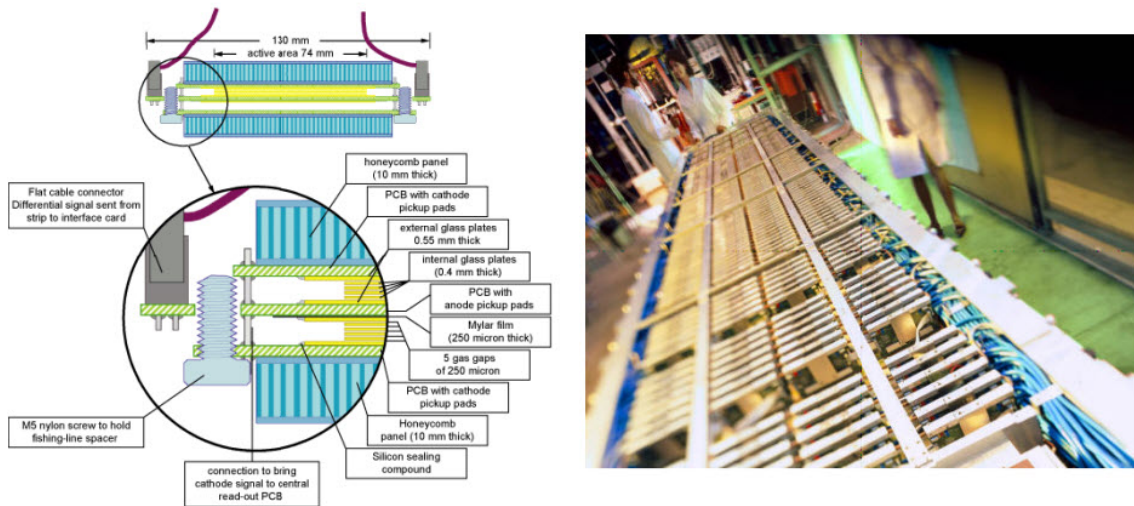 130 mm
active area 74 mm
honeycomb panel
(10 mm thick)
Flat cable connector
Differential signal sent from
strip to interface card
PCB with cathode
pickup pads
external glass plates
0.55 mm thick
internal glass plates
(0.4 mm thick)
PCB with
anode pickup pads
Mylar film
(250 micron thick)
5 gas gaps
of 250 micron
PCB with cathode
pickup pads
M5 nylon screw to hold
fishing-line spacer
Honeycomb
panel (10 mm thick)
connection to bring
cathode signal to central
read-out PCB
Silicon sealing
compound